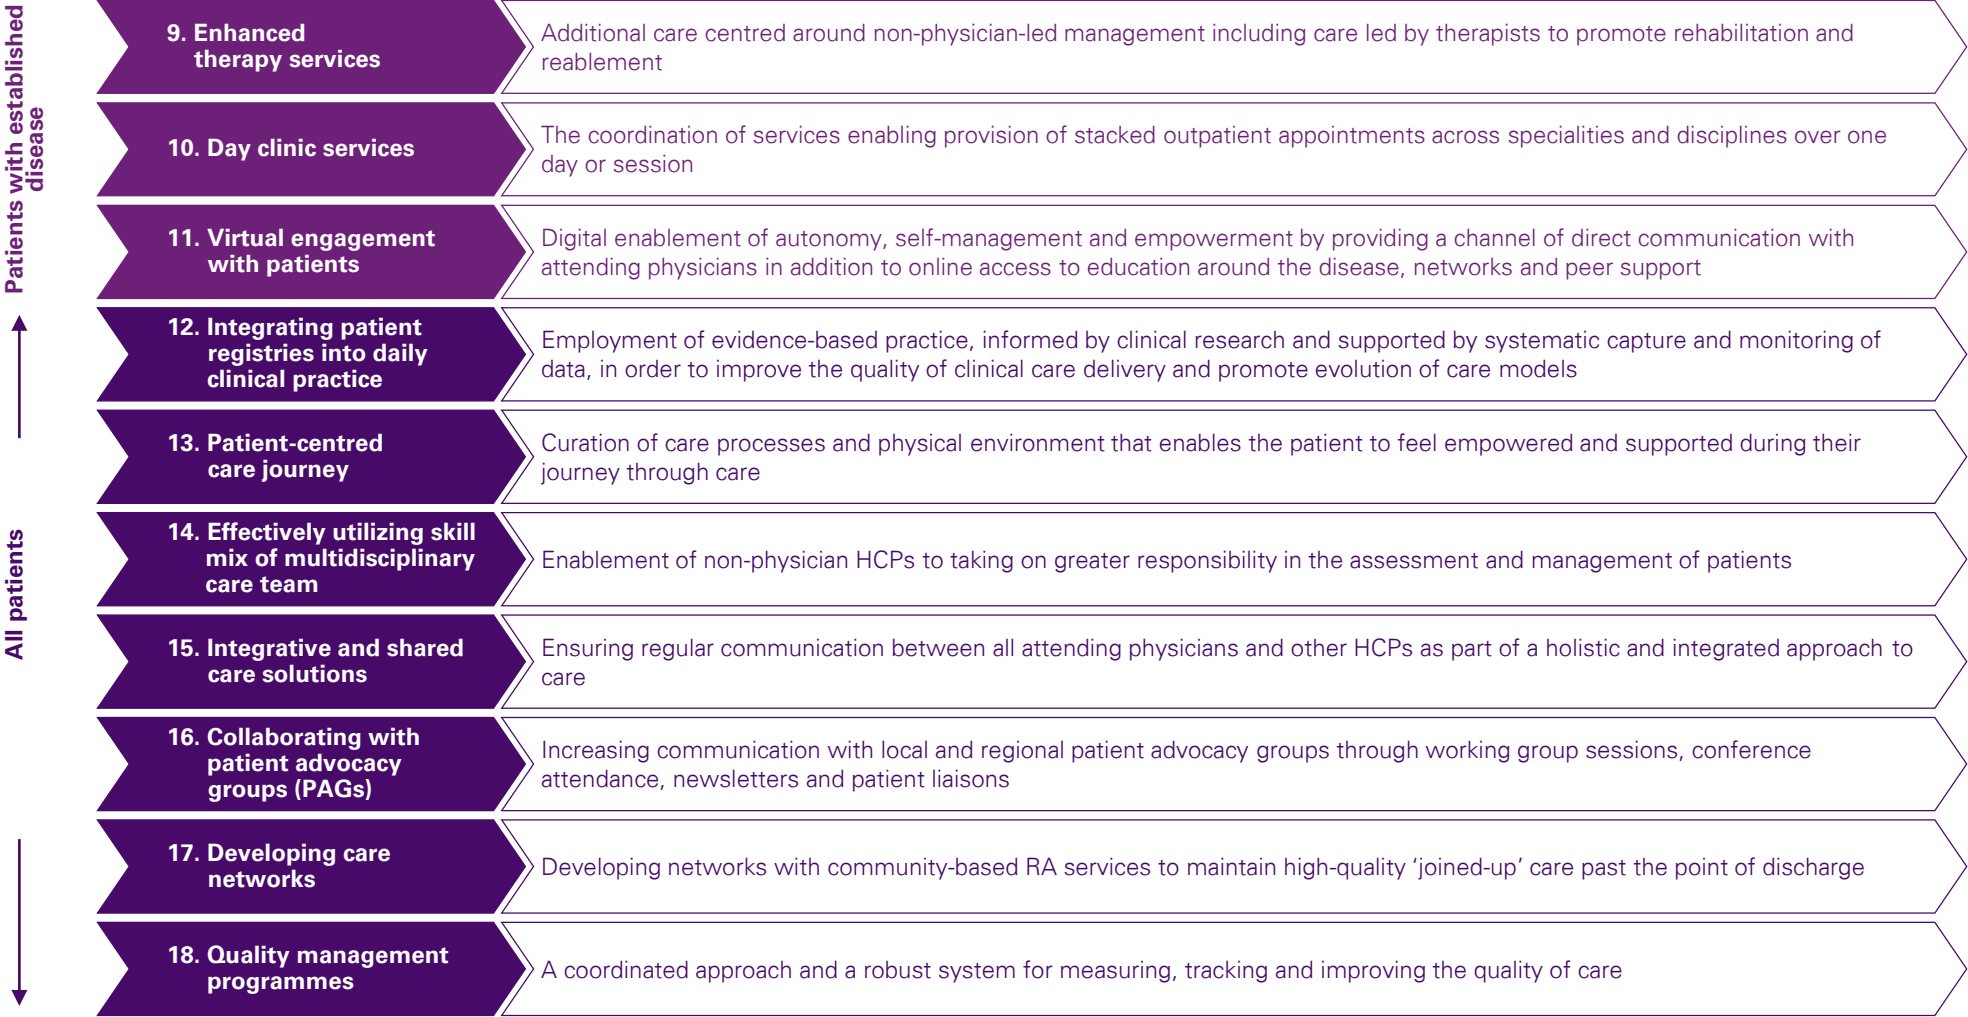 Patients with established
disease
9. Enhanced
therapy services
Additional care centred around non-physician-led management including care led by therapists to promote rehabilitation and
reablement
10. Day clinic services
The coordination of services enabling provision of stacked outpatient appointments across specialities and disciplines over one
day or session
11. Virtual engagement
with patients
Digital enablement of autonomy, self-management and empowerment by providing a channel of direct communication with
attending physicians in addition to online access to education around the disease, networks and peer support
All patients
12. Integrating patient
registries into daily
clinical practice
Employment of evidence-based practice, informed by clinical research and supported by systematic capture and monitoring of
data, in order to improve the quality of clinical care delivery and promote evolution of care models
13. Patient-centred
care journey
Curation of care processes and physical environment that enables the patient to feel empowered and supported during their
journey through care
14. Effectively utilizing skill
mix of multidisciplinary
care team
Enablement of non-physician HCPs to taking on greater responsibility in the assessment and management of patients
15. Integrative and shared
care solutions
Ensuring regular communication between all attending physicians and other HCPs as part of a holistic and integrated approach to
care
16. Collaborating with
patient advocacy
groups (PAGs)
Increasing communication with local and regional patient advocacy groups through working group sessions, conference
attendance, newsletters and patient liaisons
17. Developing care
networks
Developing networks with community-based RA services to maintain high-quality ‘joined-up’ care past the point of discharge
18. Quality management
programmes
A coordinated approach and a robust system for measuring, tracking and improving the quality of care